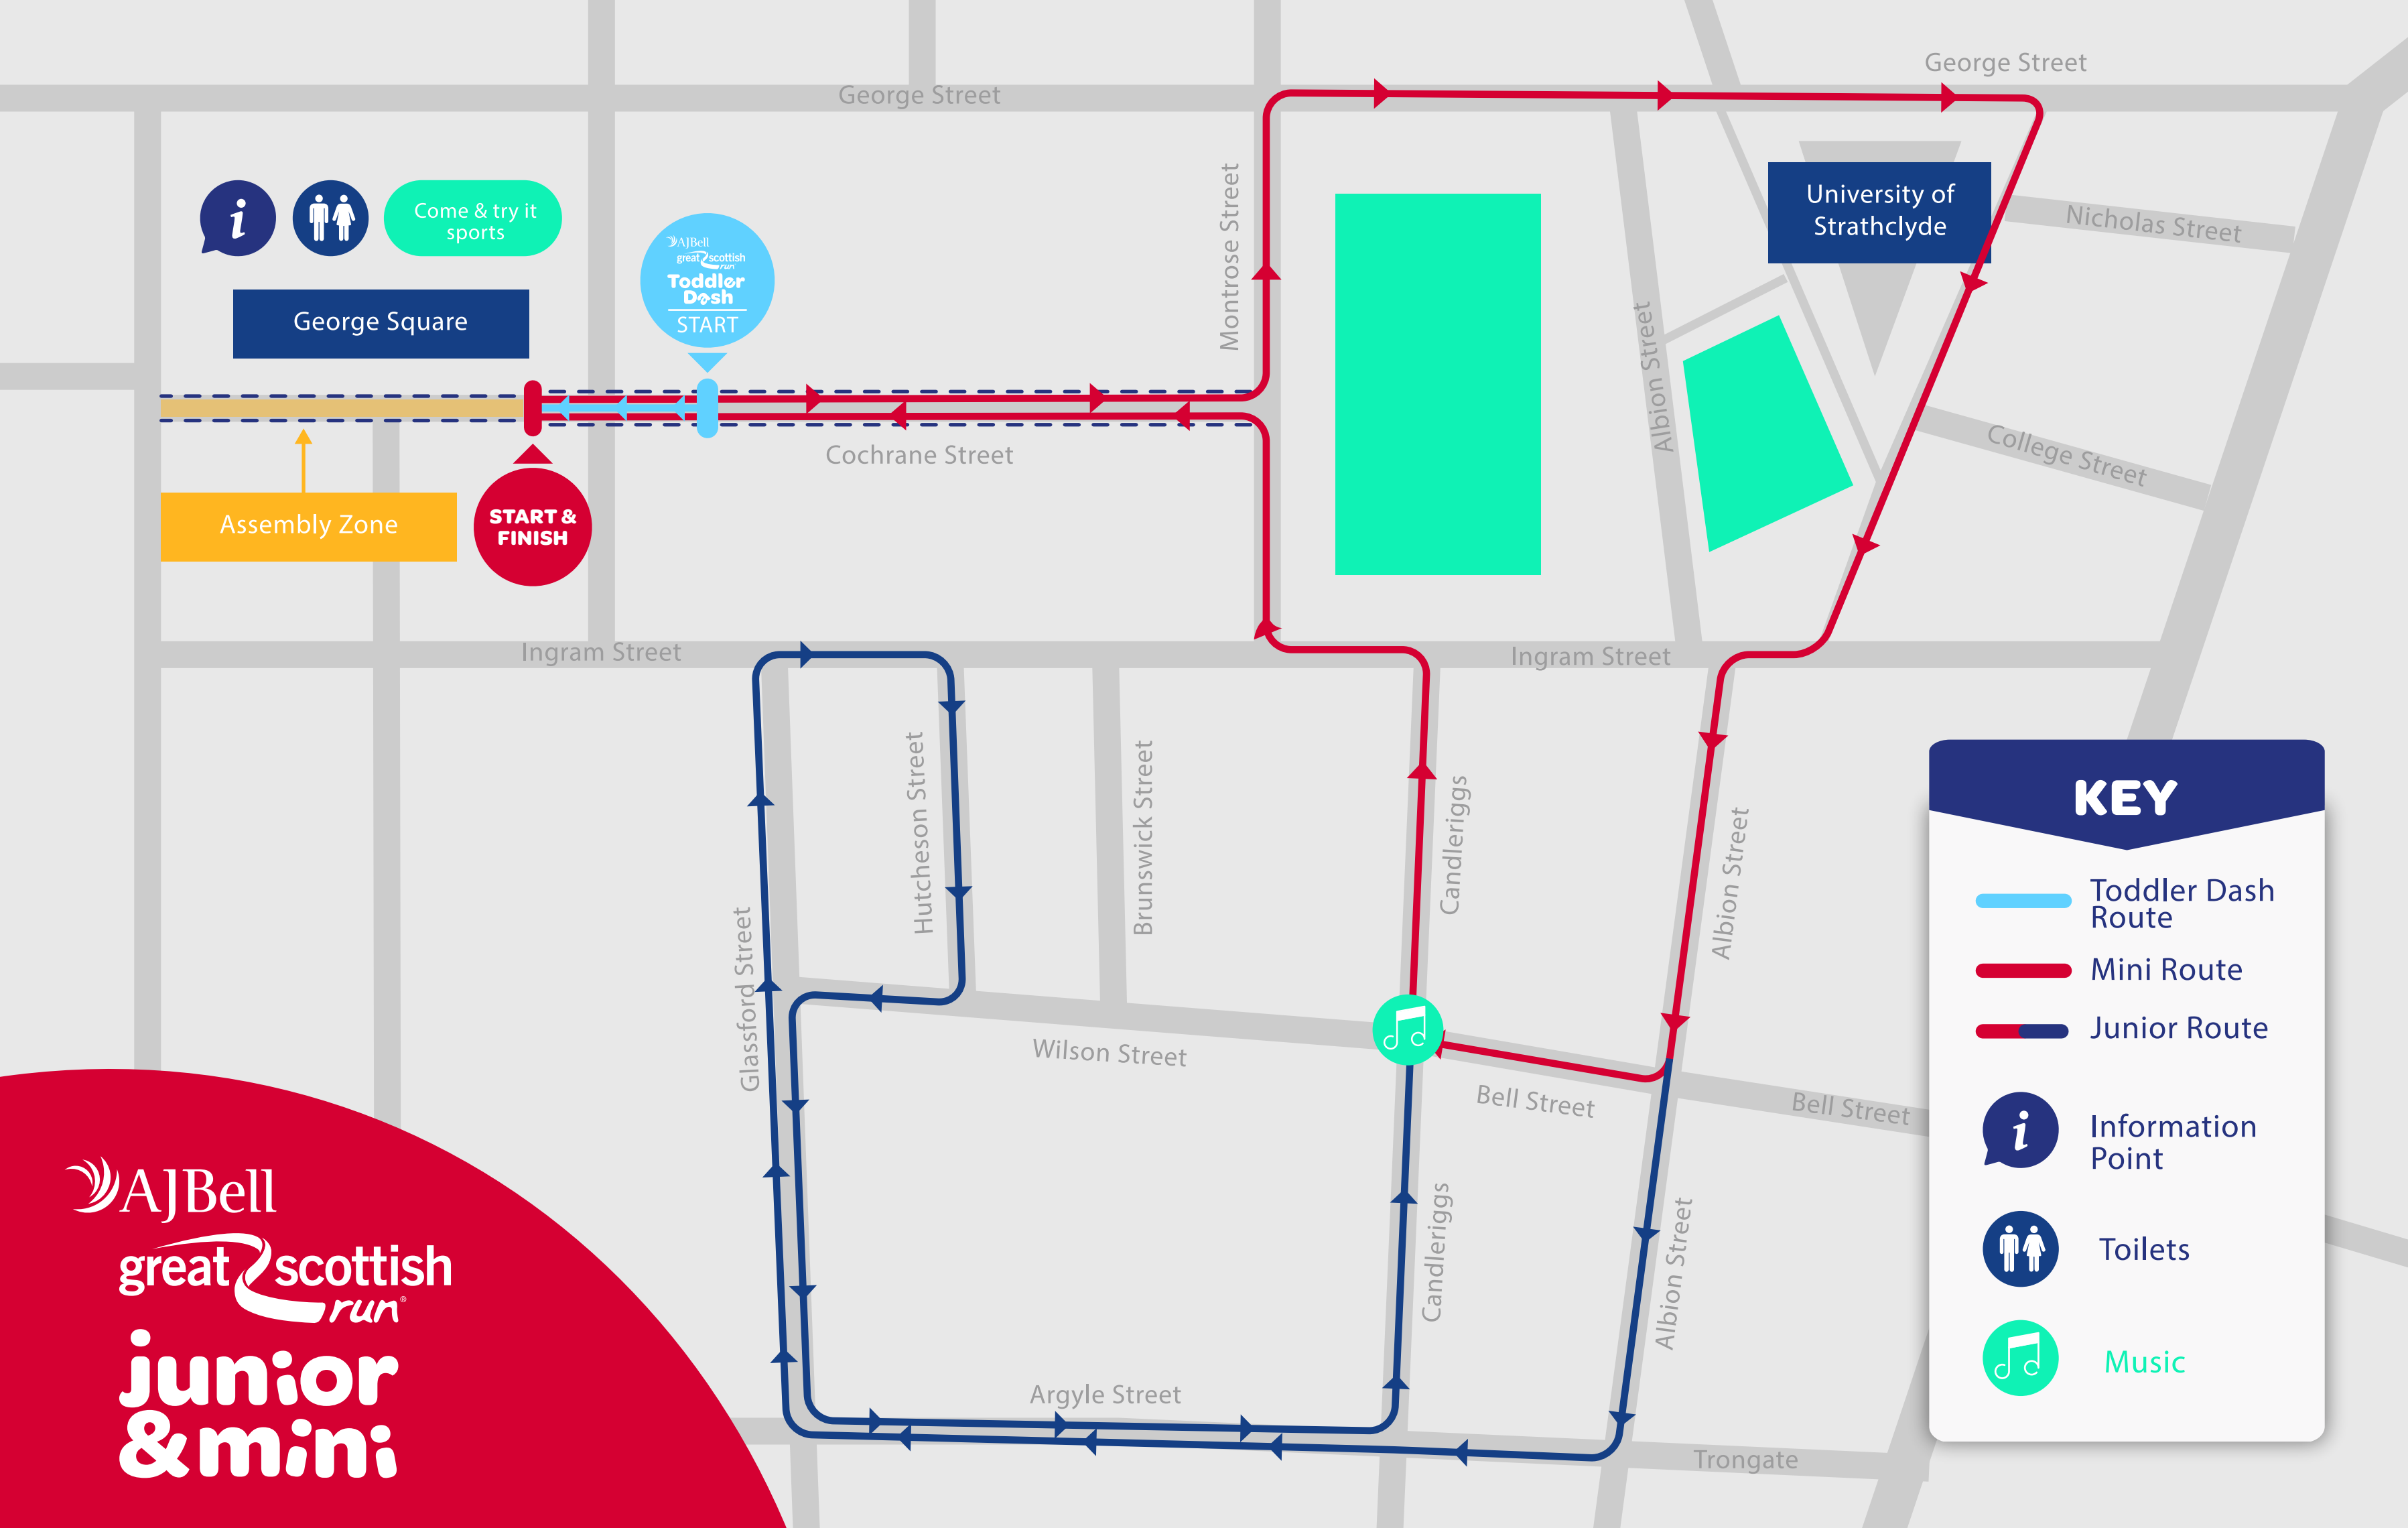 George Street
George Street
Come & try it
sports
AJBell
great scottish
run
Toddler
Dash
START
Montrose Street
University of
Strathclyde
Nicholas Street
George Square
Albion Street
College Street
Cochrane Street
Assembly Zone
START &
FINISH
Ingram Street
Ingram Street
Hutcheson Street
Brunswick Street
Candleriggs
Albion Street
Glassford Street
Wilson Street
Bell Street
Bell Street
Candleriggs
Albion Street
Argyle Street
Trongate
KEY
Toddler Dash
Route
Mini Route
Junior Route
i
Information
Point
Toilets
Music
i
AJBell
great scottish
run®
junior
&mini